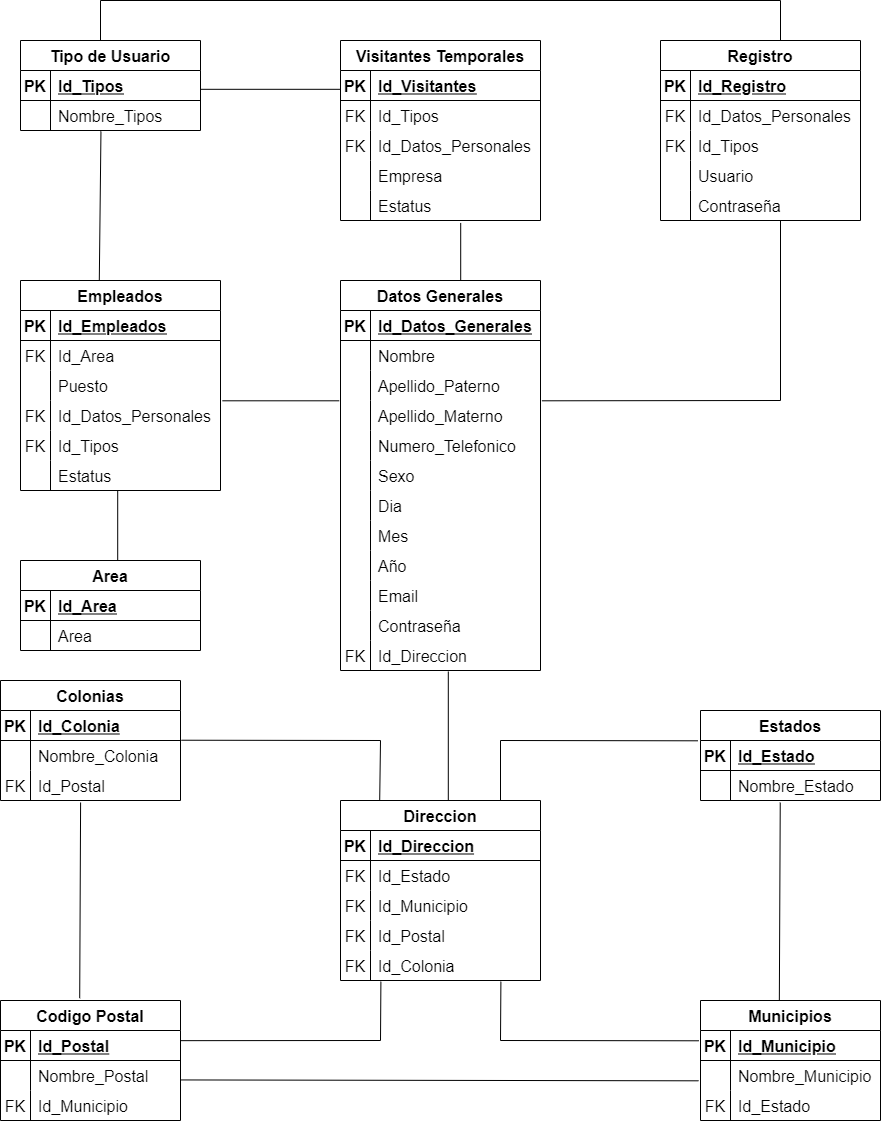 Tipo de Usuario
PK Id_Tipos
Nombre_Tipos
Visitantes Temporales
PK Id_Visitantes
FK Id_Tipos
FK Id_Datos_Personales
Empresa
Estatus
Registro
PK Id_Registro
FK Id_Datos_Personales
FK Id_Tipos
Usuario
Contraseña
Empleados
PK Id_Empleados
FK Id_Area
Puesto
FK Id_Datos_Personales
FK Id_Tipos
Estatus
Datos Generales
PK Id_Datos_Generales
Nombre
Apellido_Paterno
Apellido_Materno
Numero_Telefonico
Sexo
Dia
Mes
Año
Email
Contraseña
FK Id_Direccion
Area
PK Id_Area
Area
Colonias
PK Id_Colonia
Nombre_Colonia
FK Id_Postal
Estados
PK Id_Estado
Nombre_Estado
Direccion
PK Id_Direccion
FK Id_Estado
FK Id_Municipio
FK Id_Postal
FK Id_Colonia
Codigo Postal
PK Id_Postal
Nombre_Postal
FK Id_Municipio
Municipios
PK Id_Municipio
Nombre_Municipio
FK Id_Estado